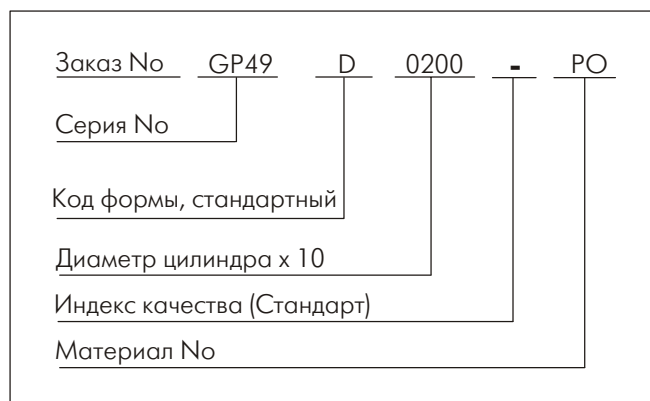 Заказ No GP49 D 0200 - PO
Серия No
Код формы, стандартный
Диаметр цилиндра x 10
Индекс качества (Стандарт)
Материал No